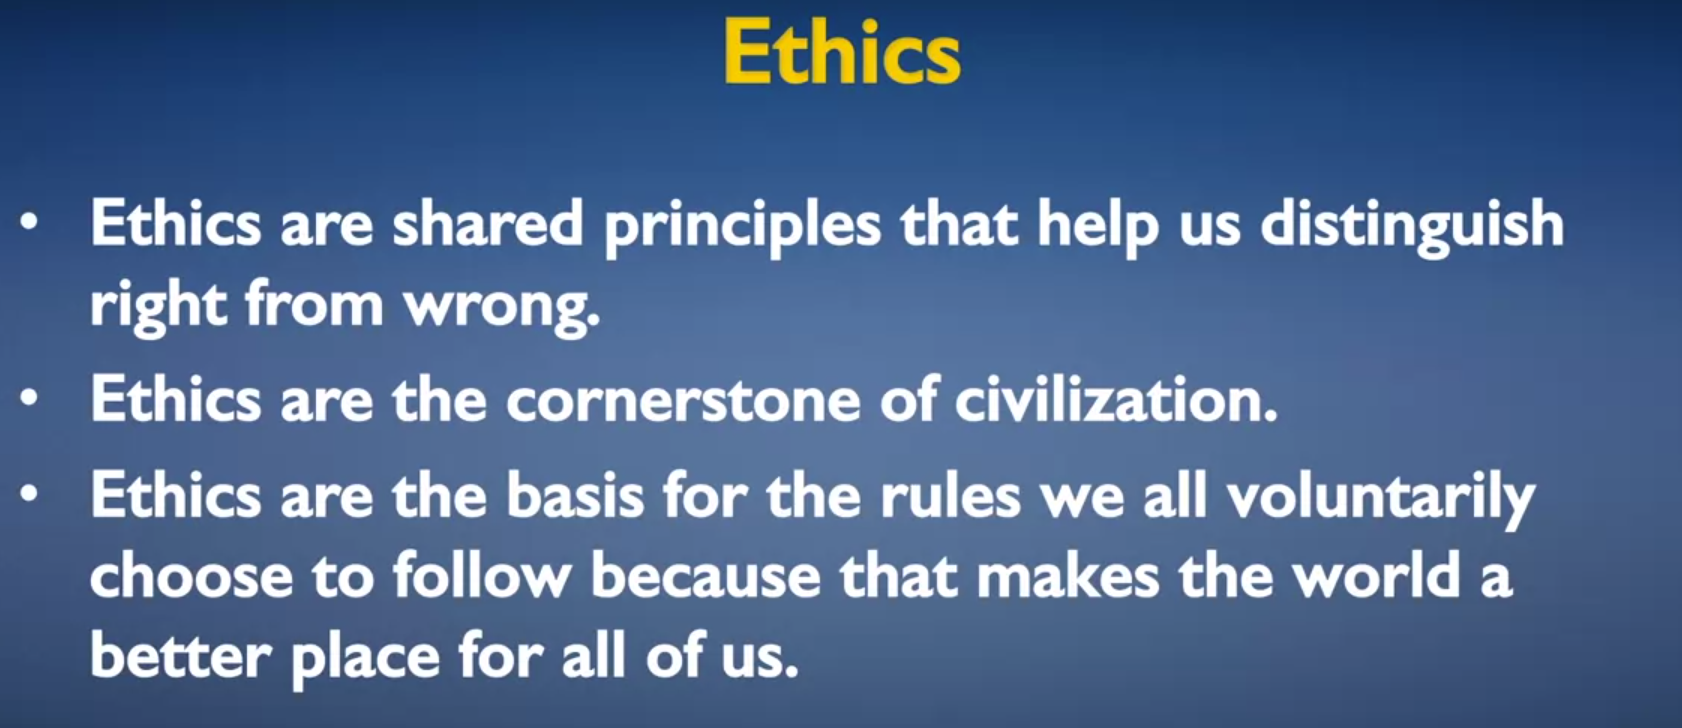 Ethics
• Ethics are shared principles that help us distinguish
right from wrong.
• Ethics are the cornerstone of civilization.
• Ethics are the basis for the rules we all voluntarily
choose to follow because that makes the world a
better place for all of us.